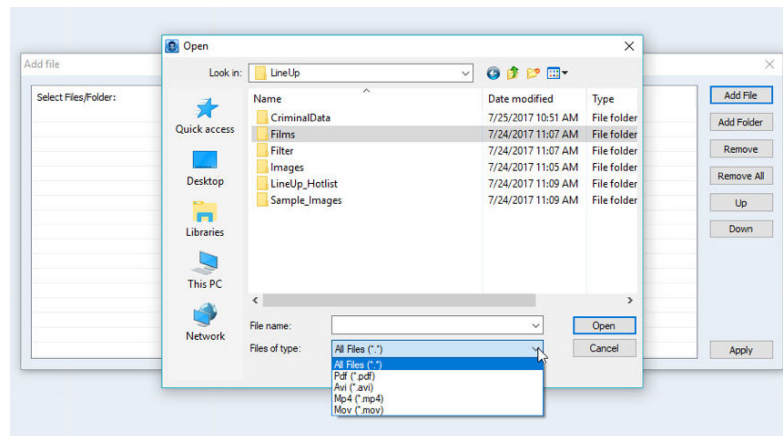 Open
Add file
Look in: LineUp
Select Files/Folder:
Name Date modified Type
CriminalData 7/25/2017 10:51 AM File folder
Films 7/24/2017 11:07 AM File folder
Filter 7/24/2017 11:07 AM File folder
Images 7/24/2017 11:05 AM File folder
LineUp_Hotlist 7/24/2017 11:09 AM File folder
Sample_Images 7/24/2017 11:09 AM File folder
Quick access
Desktop
Libraries
This PC
Network
File name: Open
Files of type: All Files (*.*) Cancel
All Files (*.*)
Pdf (*.pdf)
Avi (*.avi)
Mp4 (*.mp4)
Mov (*.mov)
Add File
Add Folder
Remove
Remove All
Up
Down
Apply